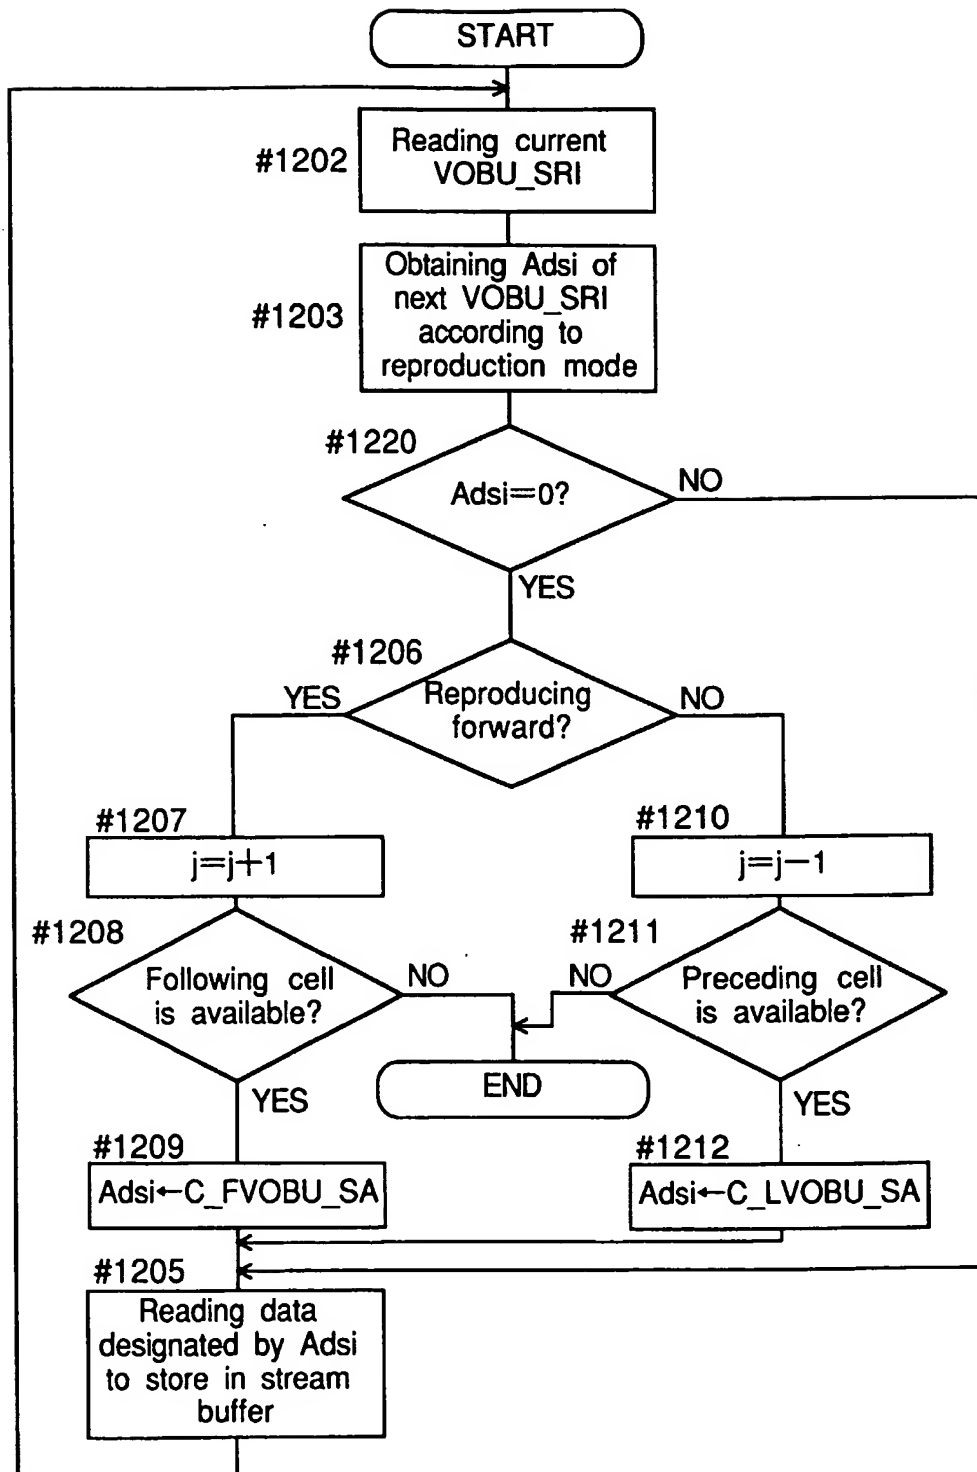 START
#1202
Reading current
VOBU_SRI
#1203
Obtaining Adsi of
next VOBU_SRI
according to
reproduction mode
#1220
Adsi=0?
NO
YES
#1206
Reproducing
forward?
YES
NO
#1207
j=j+1
#1210
j=j−1
#1208
Following cell
is available?
NO
YES
#1211
Preceding cell
is available?
NO
YES
END
#1209
Adsi←C_FVOBU_SA
#1212
Adsi←C_LVOBU_SA
#1205
Reading data
designated by Adsi
to store in stream
buffer